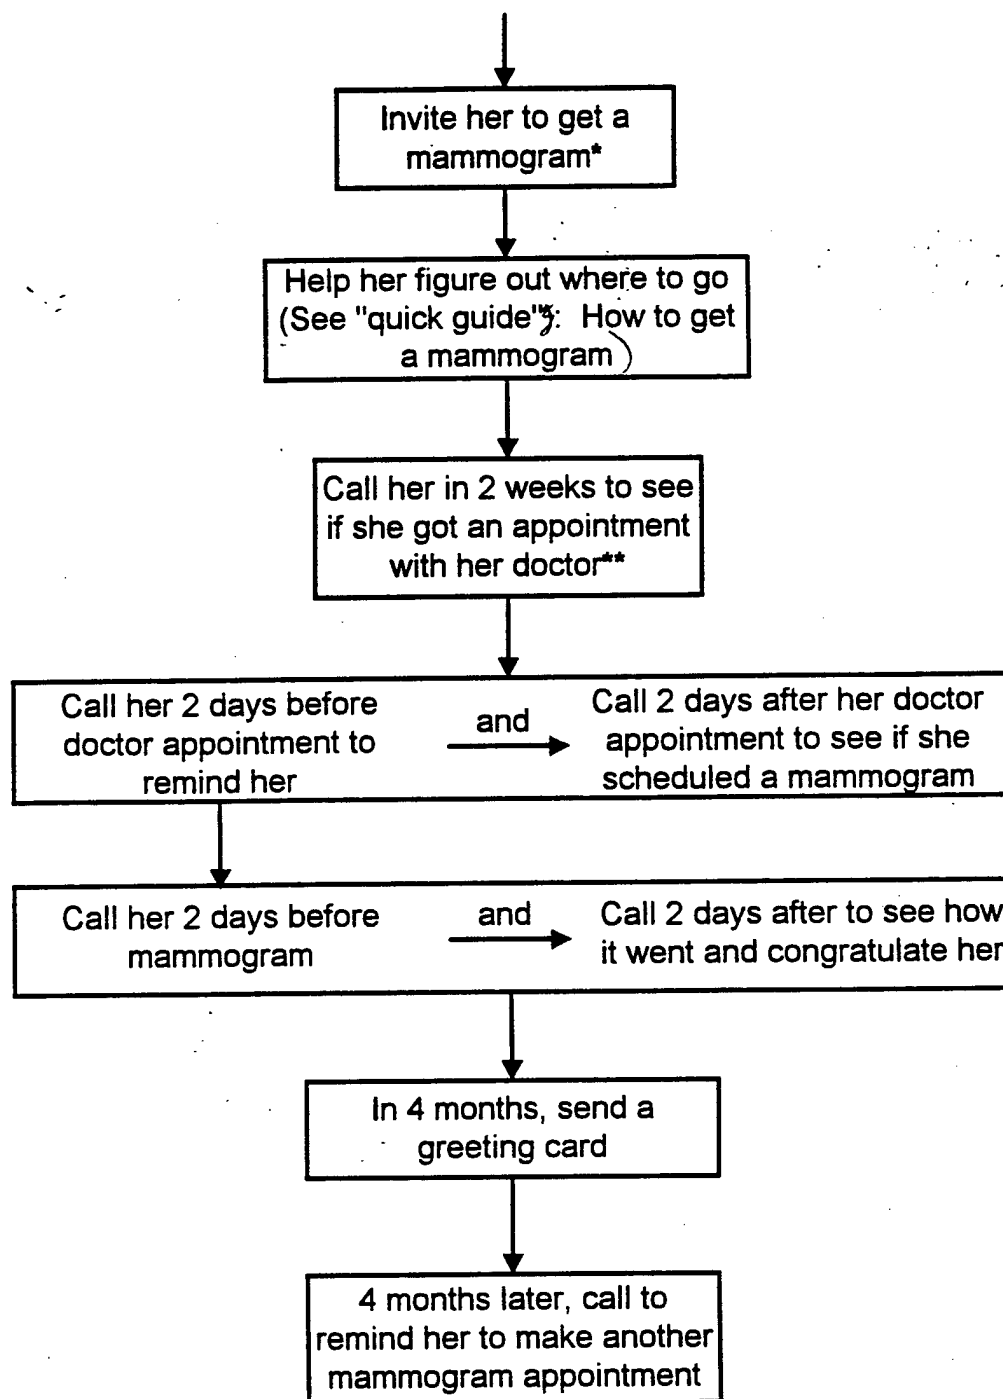 Invite her to get a
mammogram*
Help her figure out where to go
(See "quick guide": How to get
a mammogram)
Call her in 2 weeks to see
if she got an appointment
with her doctor**
Call her 2 days before
doctor appointment to
remind her
and
Call 2 days after her doctor
appointment to see if she
scheduled a mammogram
Call her 2 days before
mammogram
and
Call 2 days after to see how
it went and congratulate her
In 4 months, send a
greeting card
4 months later, call to
remind her to make another
mammogram appointment